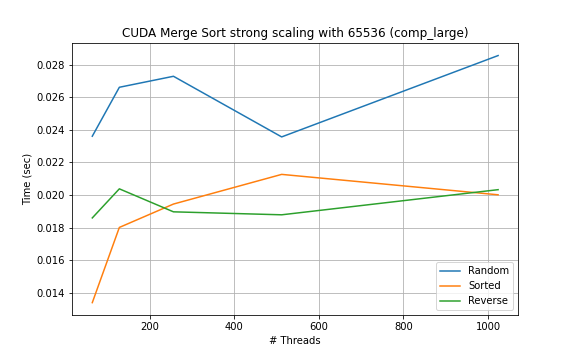 CUDA Merge Sort strong scaling with 65536 (comp_large)
Time (sec)
0.028
0.026
0.024
0.022
0.020
0.018
0.016
0.014
200
400
600
800
1000
# Threads
Random
Sorted
Reverse